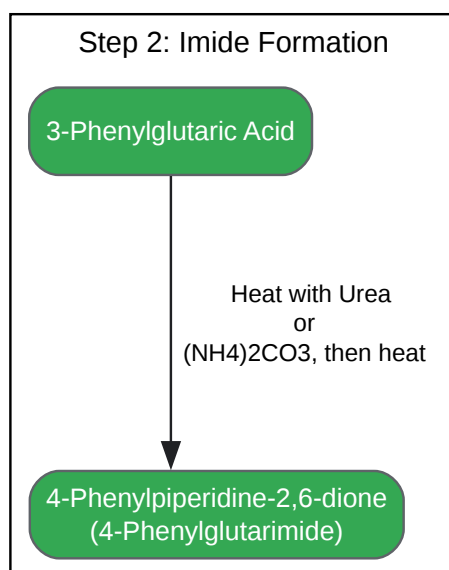 Step 2: Imide Formation
3-Phenylglutaric Acid
Heat with Urea
or
(NH4)2CO3, then heat
4-Phenylpiperidine-2,6-dione
(4-Phenylglutarimide)